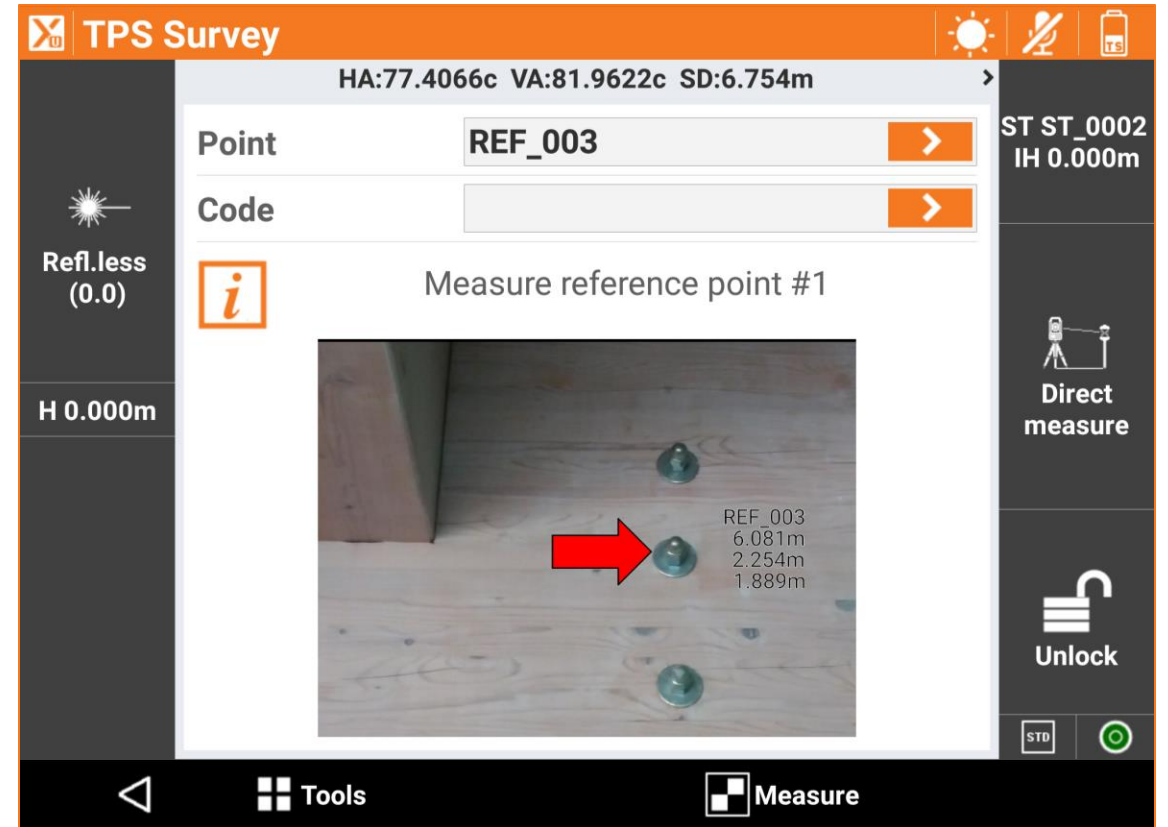 TPS Survey
HA:77.4066c VA:81.9622c SD:6.754m
ST ST_0002
IH 0.000m
Point
REF_003
Code
Refl.less
(0.0)
Measure reference point #1
H 0.000m
REF_003
6.081m
2.254m
1.889m
Direct
measure
Unlock
STD
Tools
Measure
U
TS